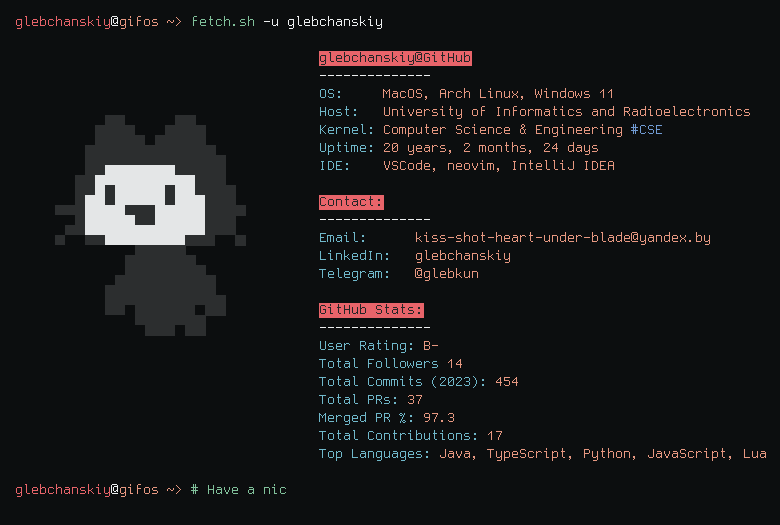 glebchanskiy@gifos ~> fetch.sh -u glebchanskiy
glebchanskiy@GitHub
--------------
OS: MacOS, Arch Linux, Windows 11
Host: University of Informatics and Radioelectronics
Kernel: Computer Science & Engineering #CSE
Uptime: 20 years, 2 months, 24 days
IDE: VSCode, neovim, IntelliJ IDEA
Contact:
--------------
Email: kiss-shot-heart-under-blade@yandex.by
LinkedIn: glebchanskiy
Telegram: @glebkun
GitHub Stats:
--------------
User Rating: B-
Total Followers 14
Total Commits (2023): 454
Total PRs: 37
Merged PR %: 97.3
Total Contributions: 17
Top Languages: Java, TypeScript, Python, JavaScript, Lua
glebchanskiy@gifos ~> # Have a nic